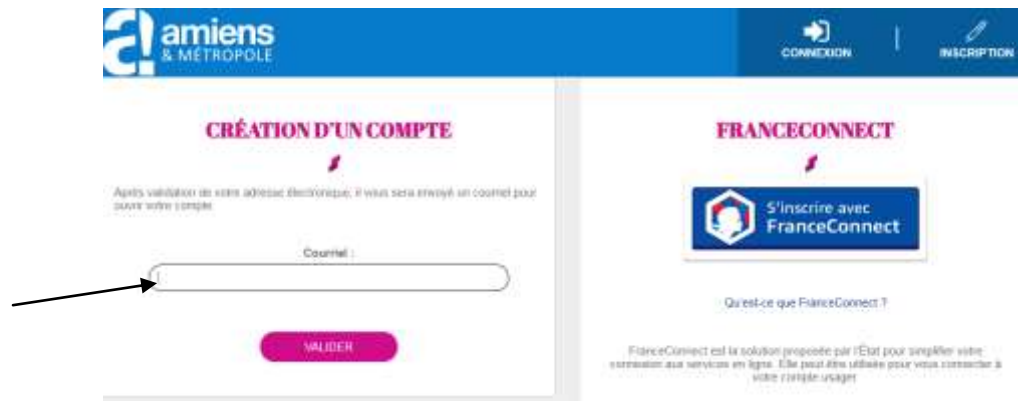 amiens
& MÉTROPOLE
CONNEXION
INSCRIPTION
CRÉATION D'UN COMPTE
Après validation de votre adresse électronique, il vous sera envoyé un courriel pour
ouvrir votre compte.
Courriel :
VALIDER
FRANCECONNECT
S'inscrire avec
FranceConnect
Qu'est-ce que FranceConnect ?
FranceConnect est la solution proposée par l'État pour simplifier votre
connexion aux services en ligne. Elle peut être utilisée pour vous connecter à
votre compte usager.